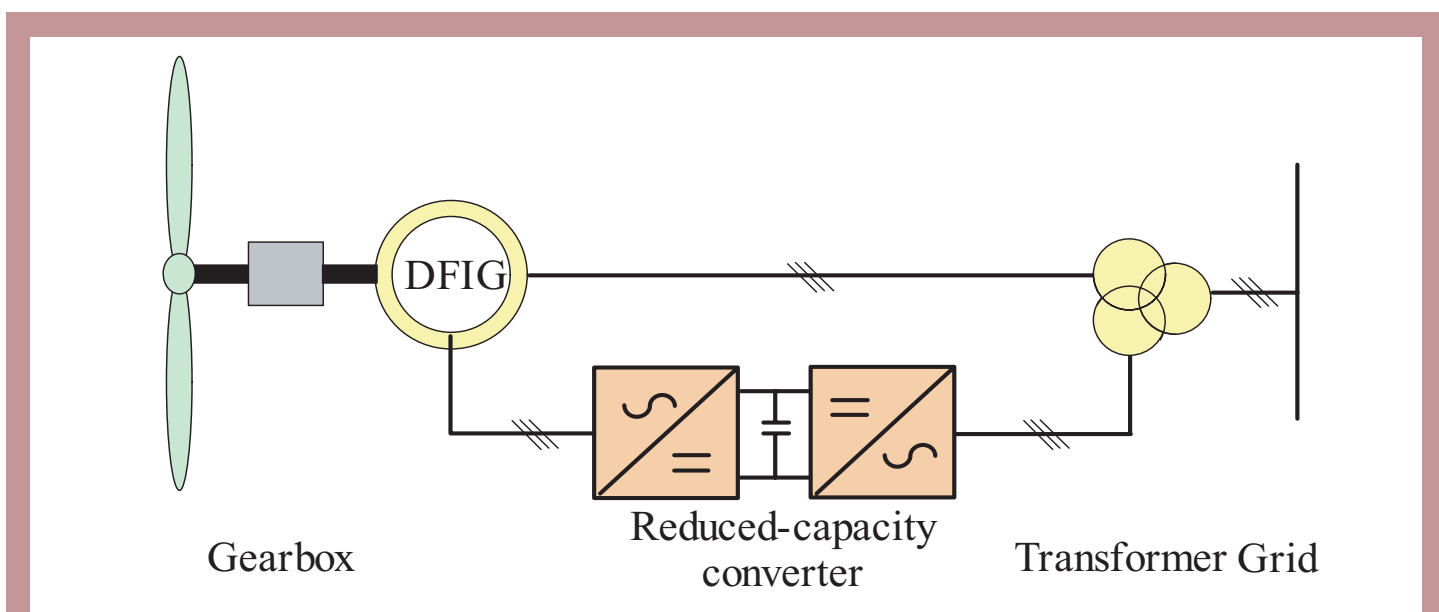 DFIG
Reduced-capacity
converter
Gearbox
Transformer Grid